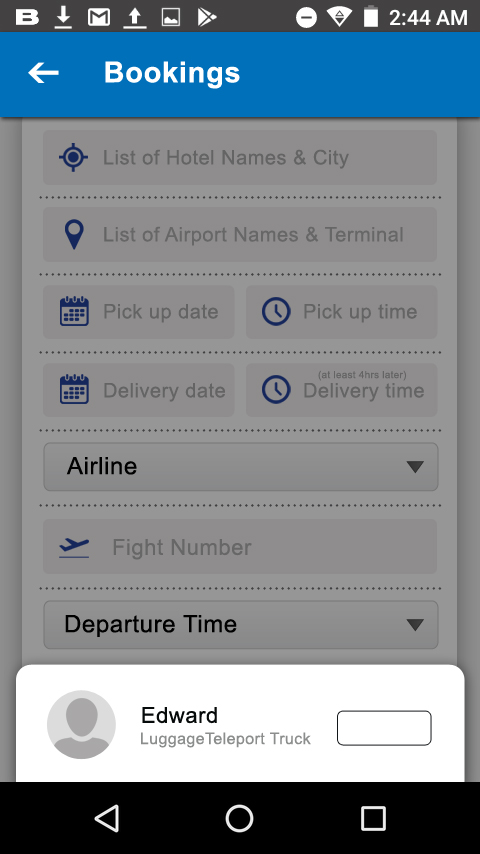 2:44 AM
Bookings
List of Hotel Names & City
List of Airport Names & Terminal
Pick up date
Pick up time
Delivery date
(at least 4hrs later)
Delivery time
Airline
Fight Number
Departure Time
Edward
LuggageTeleport Truck